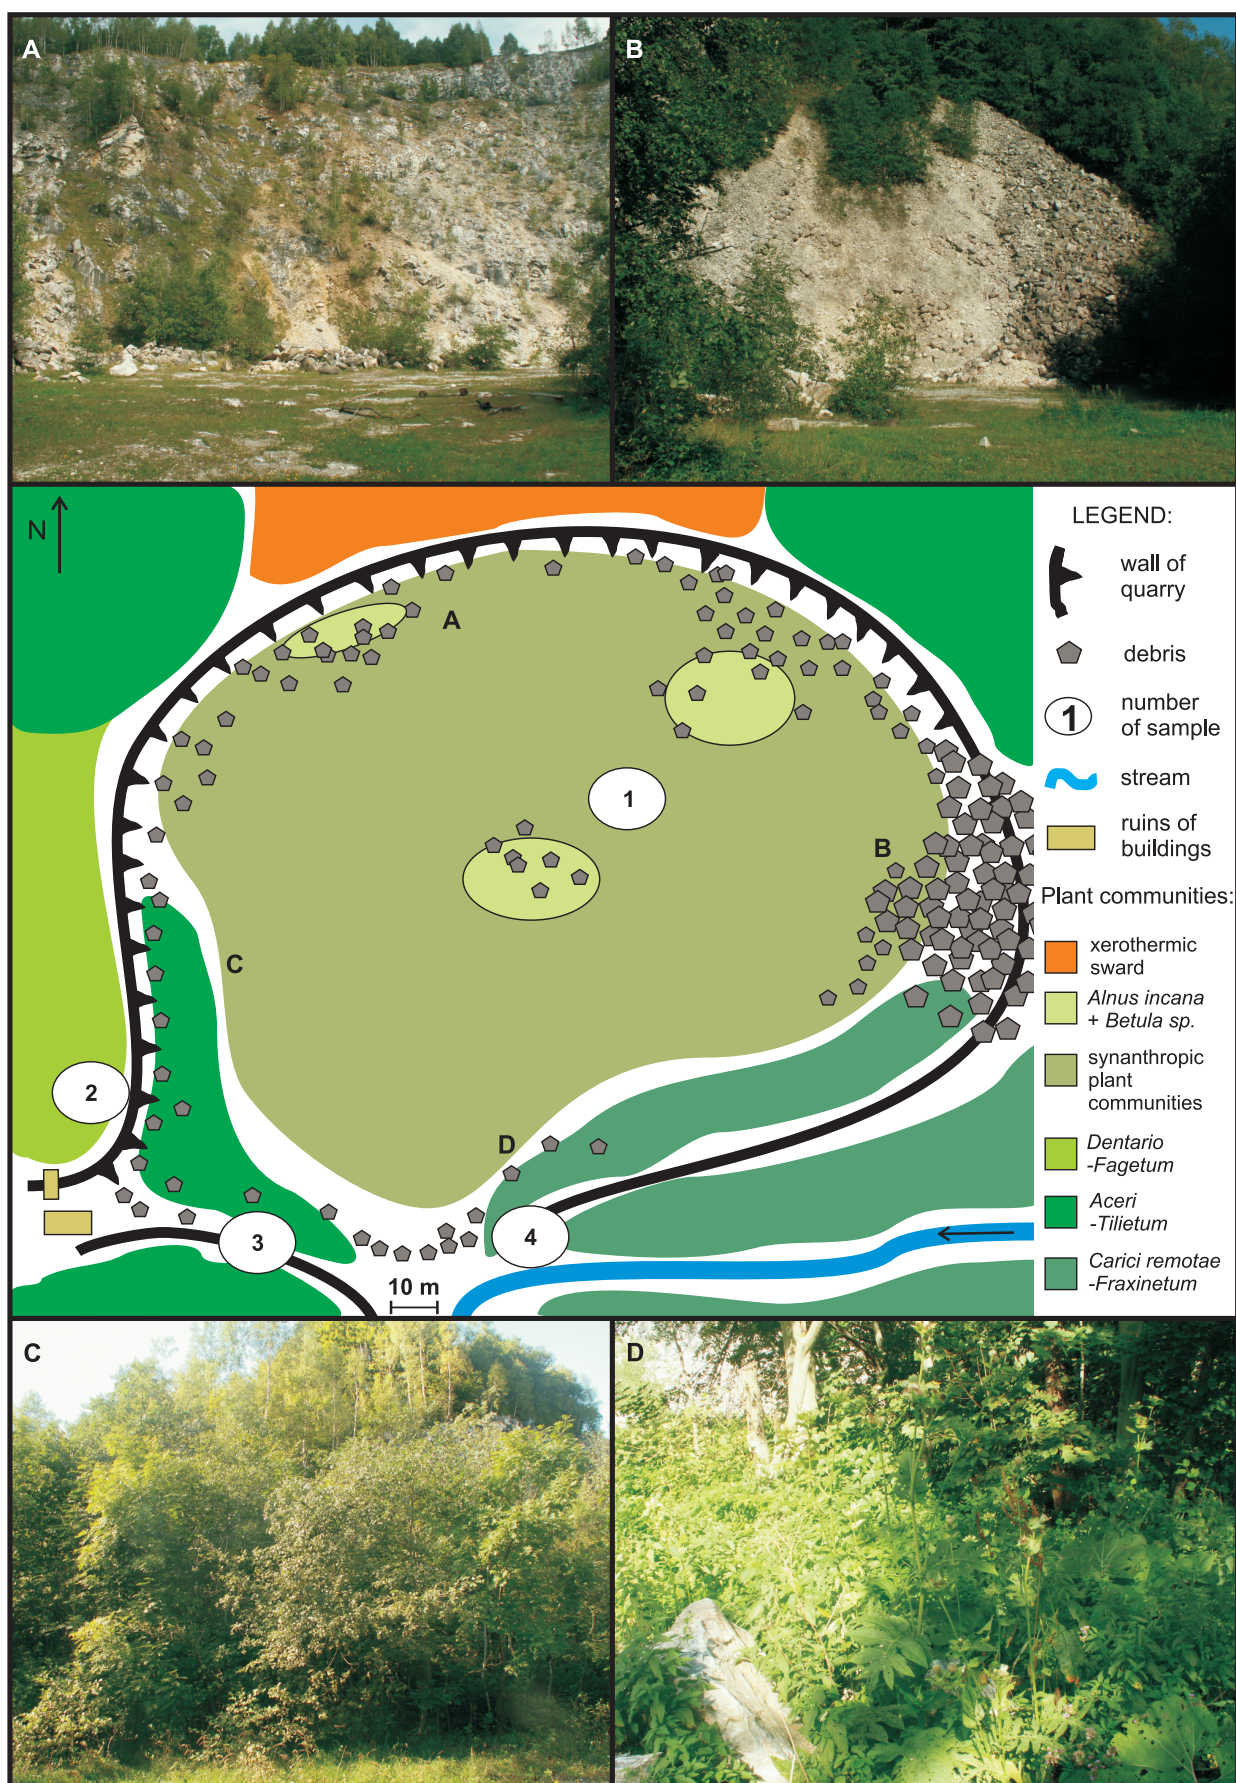 A
B
N
A
1
B
C
2
D
3
4
10 m
LEGEND:
wall of
quarry
debris
1
number
of sample
stream
ruins of
buildings
Plant communities:
xerothermic
sward
Alnus incana
+ Betula sp.
synanthropic
plant
communities
Dentario
-Fagetum
Aceri
-Tilietum
Carici remotae
-Fraxinetum
C
D